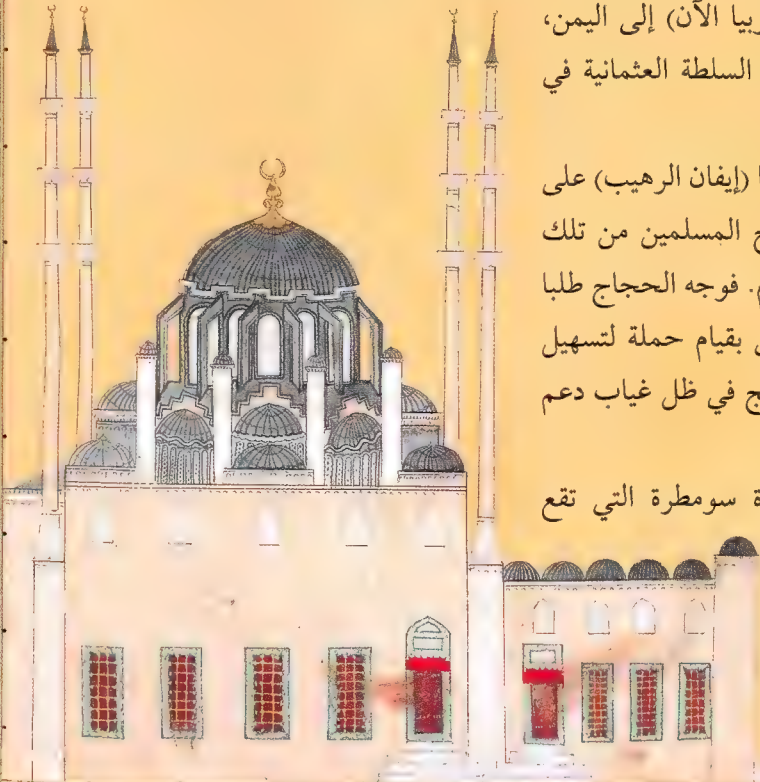 ربيا الآن) إلى اليمن،
السلطة العثمانية في
(إيفان الرهيب) على
المسلمين من تلك
فوجه الحجاج طلبا
بقيام حملة لتسهيل
في ظل غياب دعم
سومطرة التي تقع